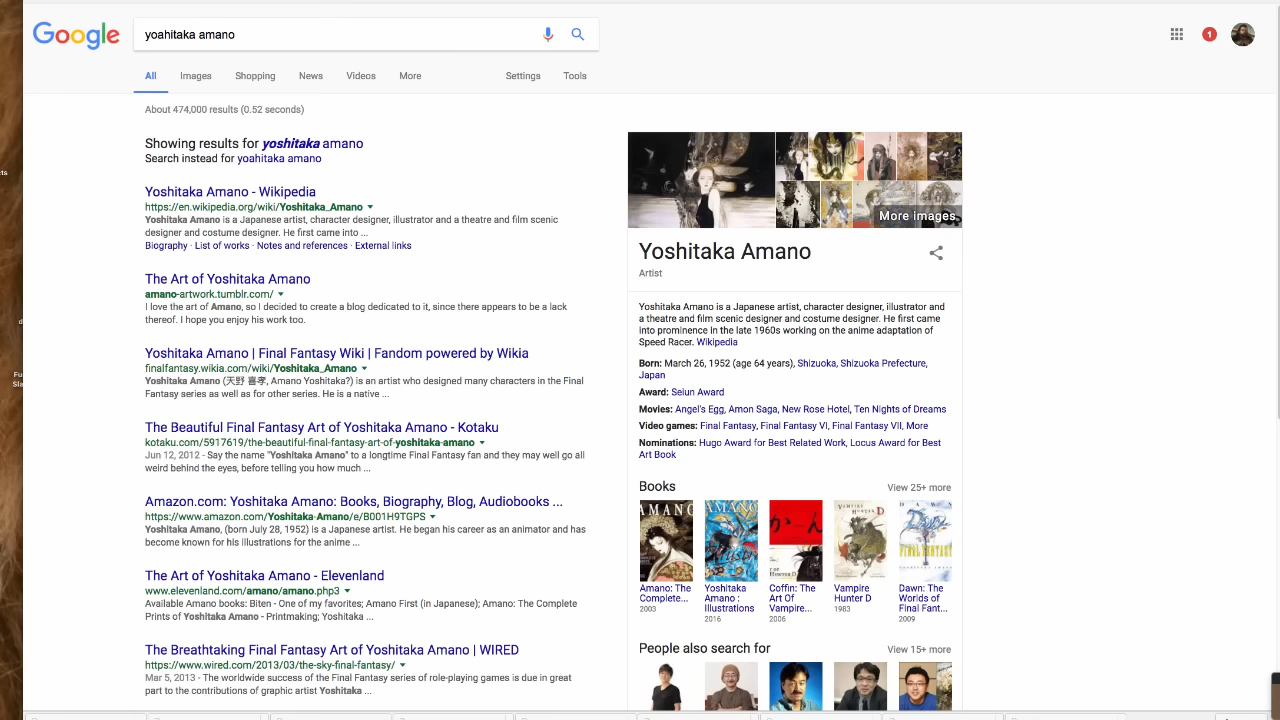 Google
yoahitaka amano
1
All Images Shopping News Videos More Settings Tools
About 474,000 results (0.52 seconds)
Showing results for yoshitaka amano
Search instead for yoahitaka amano
Yoshitaka Amano - Wikipedia
https://en.wikipedia.org/wiki/Yoshitaka_Amano
Yoshitaka Amano is a Japanese artist, character designer, illustrator and a theatre and film scenic
designer and costume designer. He first came into ...
Biography · List of works · Notes and references · External links
The Art of Yoshitaka Amano
amano-artwork.tumblr.com/
I love the art of Amano, so I decided to create a blog dedicated to it, since there appears to be a lack
thereof. I hope you enjoy his work too.
Yoshitaka Amano | Final Fantasy Wiki | Fandom powered by Wikia
finalfantasy.wikia.com/wiki/Yoshitaka_Amano
Yoshitaka Amano (天野 喜孝, Amano Yoshitaka?) is an artist who designed many characters in the Final
Fantasy series as well as for other series. He is a native ...
The Beautiful Final Fantasy Art of Yoshitaka Amano - Kotaku
kotaku.com/5917619/the-beautiful-final-fantasy-art-of-yoshitaka-amano
Jun 12, 2012 - Say the name "Yoshitaka Amano" to a longtime Final Fantasy fan and they may well go all
weird behind the eyes, before telling you how much ...
Amazon.com: Yoshitaka Amano: Books, Biography, Blog, Audiobooks ...
https://www.amazon.com/Yoshitaka-Amano/e/B001H9TGPS
Yoshitaka Amano, (born July 28, 1952) is a Japanese artist. He began his career as an animator and has
become known for his illustrations for the anime ...
The Art of Yoshitaka Amano - Elevenland
www.elevenland.com/amano/amano.php3
Available Amano books: Biten - One of my favorites; Amano First (in Japanese); Amano: The Complete
Prints of Yoshitaka Amano - Printmaking; Yoshitaka ...
The Breathtaking Final Fantasy Art of Yoshitaka Amano | WIRED
https://www.wired.com/2013/03/the-sky-final-fantasy/
Mar 5, 2013 - The worldwide success of the Final Fantasy series of role-playing games is due in great
part to the contributions of graphic artist Yoshitaka ...
More images
Yoshitaka Amano
Artist
Yoshitaka Amano is a Japanese artist, character designer, illustrator and
a theatre and film scenic designer and costume designer. He first came
into prominence in the late 1960s working on the anime adaptation of
Speed Racer. Wikipedia
Born: March 26, 1952 (age 64 years), Shizuoka, Shizuoka Prefecture,
Japan
Award: Seiun Award
Movies: Angel's Egg, Amon Saga, New Rose Hotel, Ten Nights of Dreams
Video games: Final Fantasy, Final Fantasy VI, Final Fantasy VII, More
Nominations: Hugo Award for Best Related Work, Locus Award for Best
Art Book
Books View 25+ more
AMANO
AMANO
か ん
VAMPIRE HUNTER D
DAWN
FINAL FANTASY
Amano: The Complete... 2003
Yoshitaka Amano : Illustrations 2016
Coffin: The Art Of Vampire... 2006
Vampire Hunter D 1983
Dawn: The Worlds of Final Fant... 2009
People also search for View 15+ more